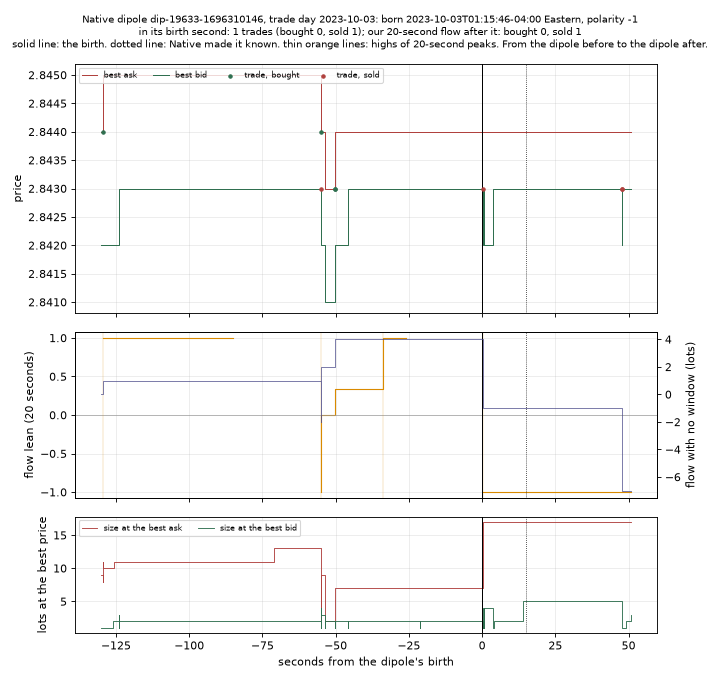 Native dipole dip-19633-1696310146, trade day 2023-10-03: born 2023-10-03T01:15:46-04:00 Eastern, polarity -1
in its birth second: 1 trades (bought 0, sold 1); our 20-second flow after it: bought 0, sold 1
solid line: the birth. dotted line: Native made it known. thin orange lines: highs of 20-second peaks. From the dipole before to the dipole after.
best ask best bid trade, bought trade, sold
2.8450
2.8445
2.8440
2.8435
2.8430
2.8425
2.8420
2.8415
2.8410
price
1.0
0.5
0.0
−0.5
−1.0
flow lean (20 seconds)
4
2
0
−2
−4
−6
flow with no window (lots)
size at the best ask size at the best bid
15
10
5
lots at the best price
−125 −100 −75 −50 −25 0 25 50
seconds from the dipole's birth